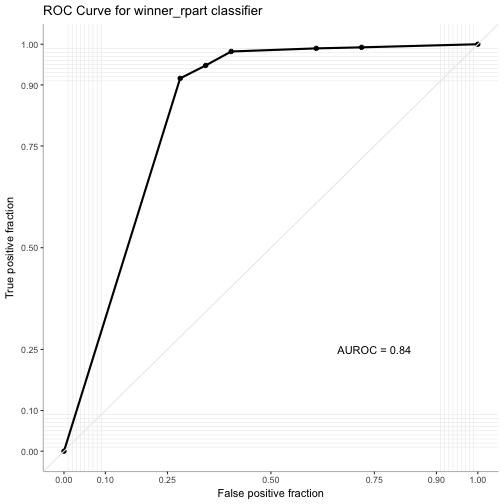 ROC Curve for winner_rpart classifier
1.00
0.90
0.75
0.50
0.25
0.10
0.00
True positive fraction
AUROC = 0.84
0.00 0.10 0.25 0.50 0.75 0.90 1.00
False positive fraction